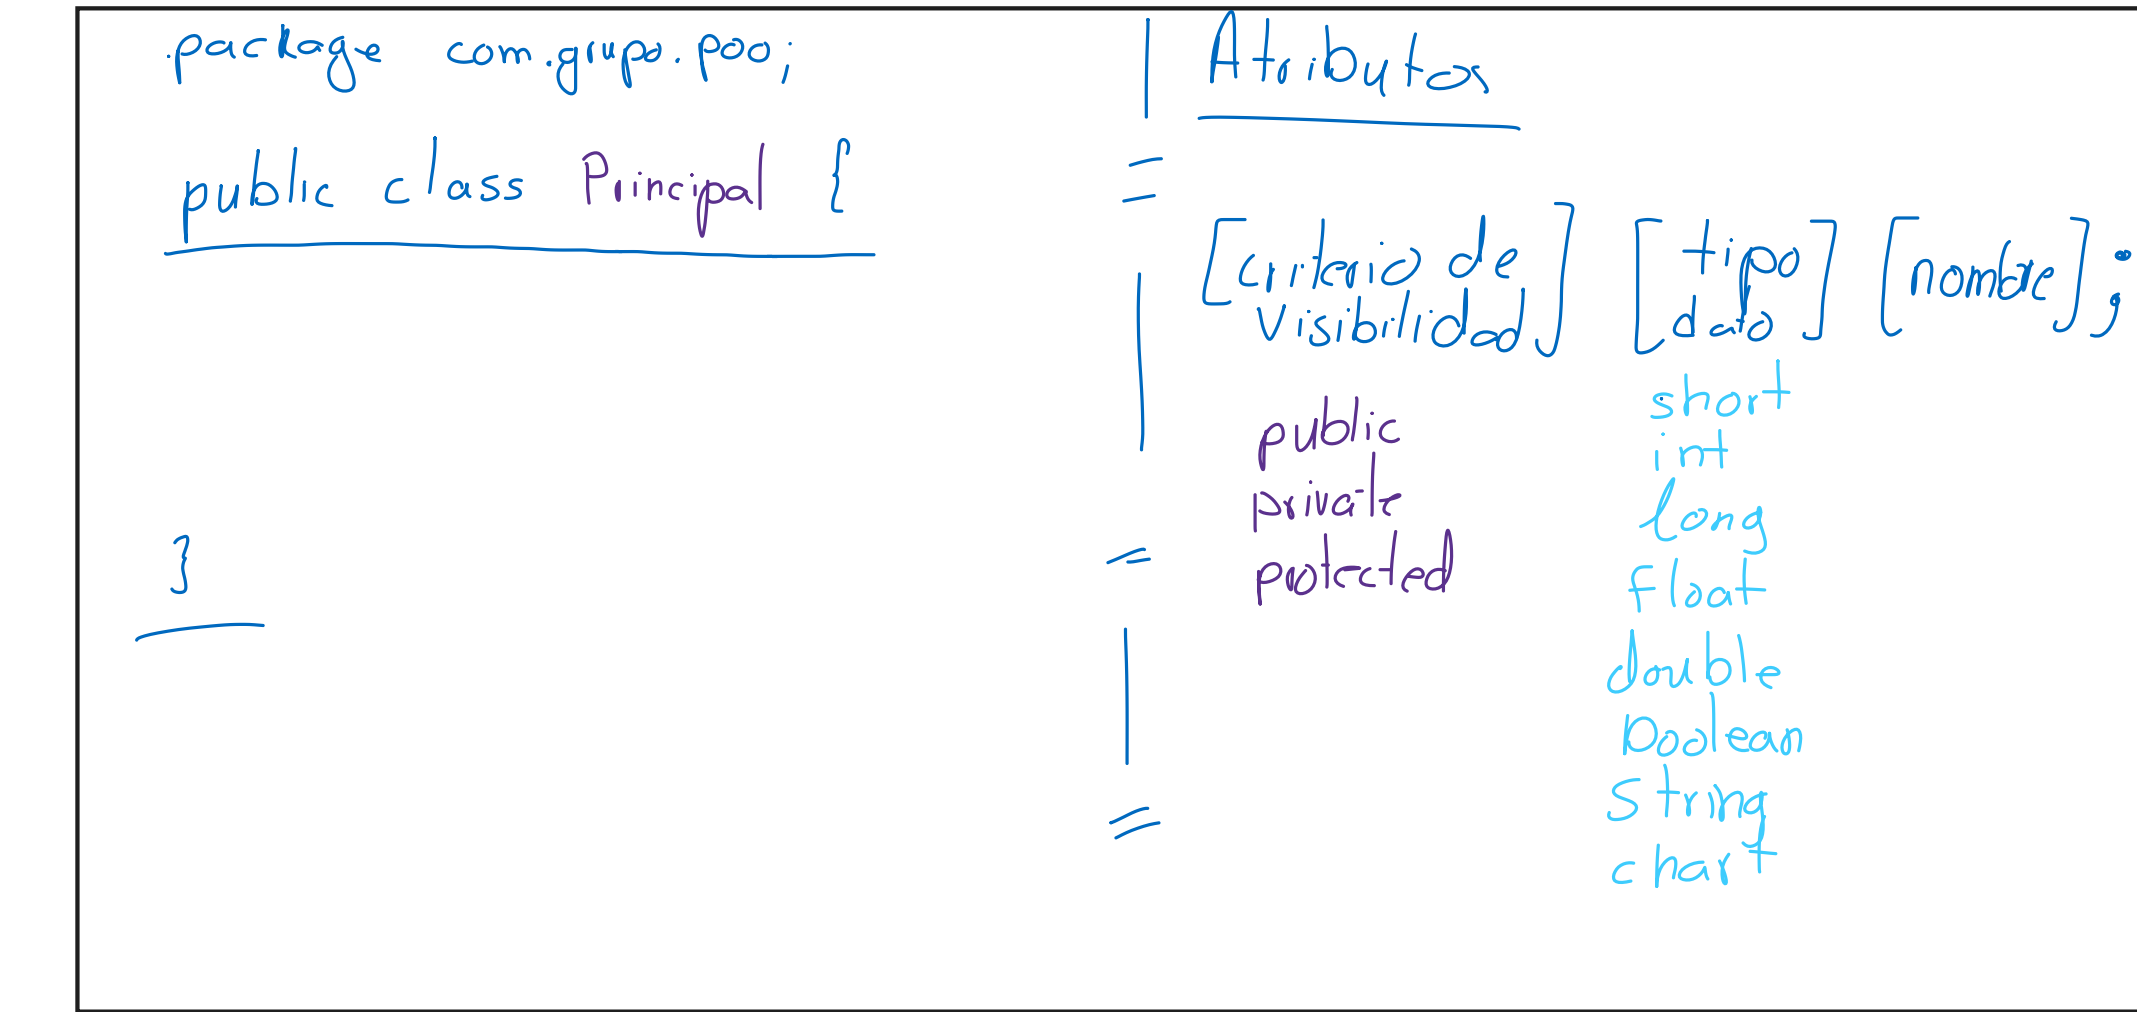 package com.grupo.poo;
public class Principal {
}
Atributos
[criterio de visibilidad] [tipo dato] [nombre];
public
private
protected
short
int
long
float
double
boolean
String
chart